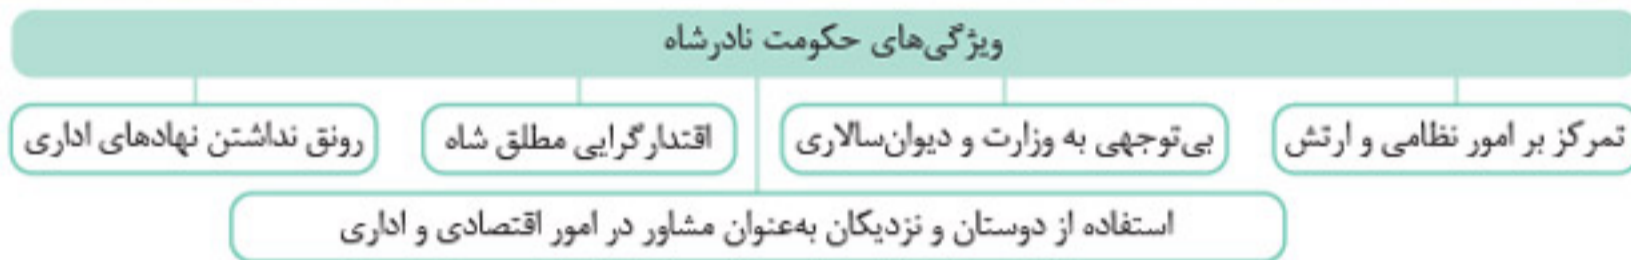 ویژگی‌های حکومت نادرشاه
تمرکز بر امور نظامی و ارتش
بی‌توجهی به وزارت و دیوان‌سالاری
اقتدارگرایی مطلق شاه
رونق نداشتن نهادهای اداری
استفاده از دوستان و نزدیکان به‌عنوان مشاور در امور اقتصادی و اداری